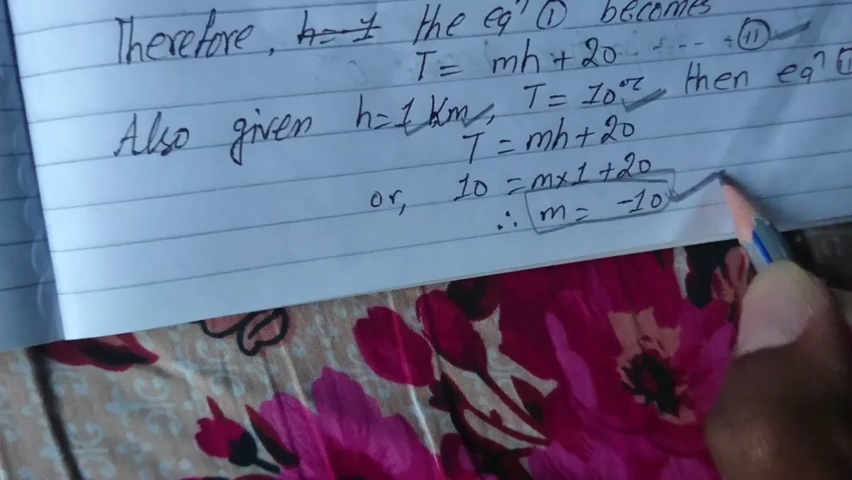 Therefore, h=1 the eqⁿ ① becomes
T = mh + 20 ----- ⑪
Also given h=1 Km, T = 10°C then eqⁿ
T = mh + 20
or, 10 = m×1 + 20
∴ m = -10